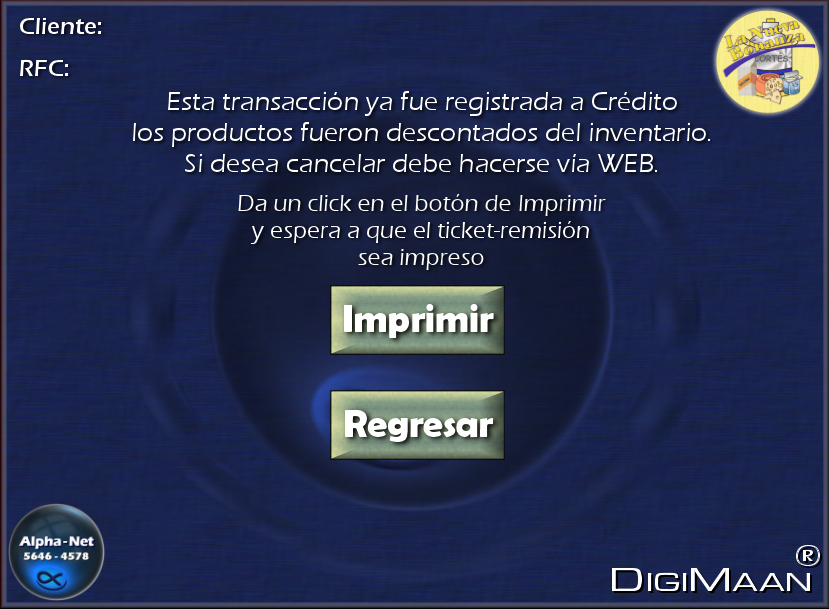 Cliente:
RFC:
La Nueva
Bonanza
CORTÉS
Esta transacción ya fue registrada a Crédito
los productos fueron descontados del inventario.
Si desea cancelar debe hacerse vía WEB.
Da un click en el botón de Imprimir
y espera a que el ticket-remisión
sea impreso
Imprimir
Regresar
Alpha-Net
5646 - 4578
DIGIMAAN ®